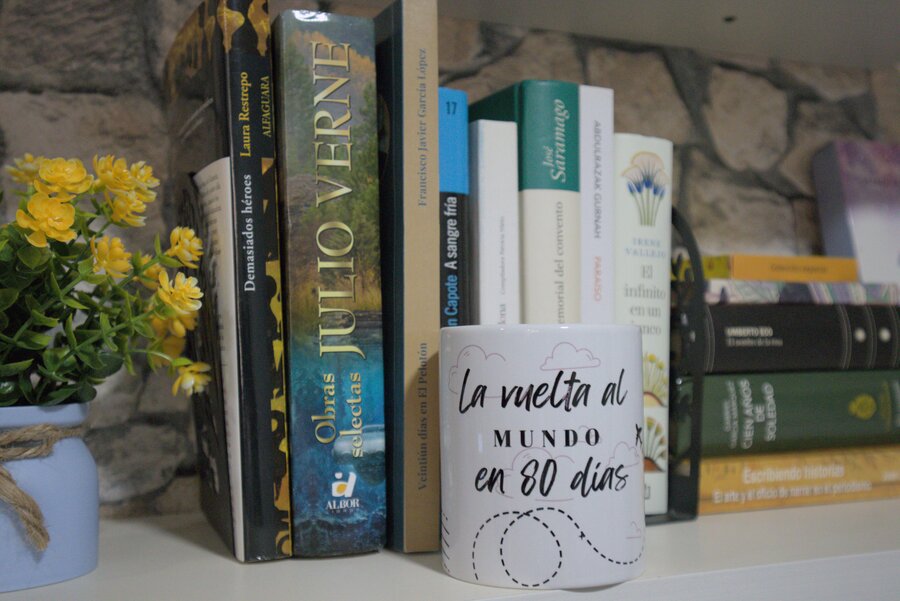 Laura Restrepo
ALFAGUARA
Demasiados héroes
JULIO VERNE
Obras
selectas
ALBOR
LIBROS
Francisco Javier García López
Veintiún días en El Pelotón
17
Capote A sangre fría
José
Saramago
emorial del convento
ABDULRAZAK GURNAH
PARAÍSO
IRENE
VALLEJO
El
infinito
en un
La vuelta al
MUNDO
en 80 días
UMBERTO ECO
El nombre de la rosa
CIEN AÑOS
DE
SOLEDAD
Escribiendo historias
El arte y el oficio de narrar en el periodismo